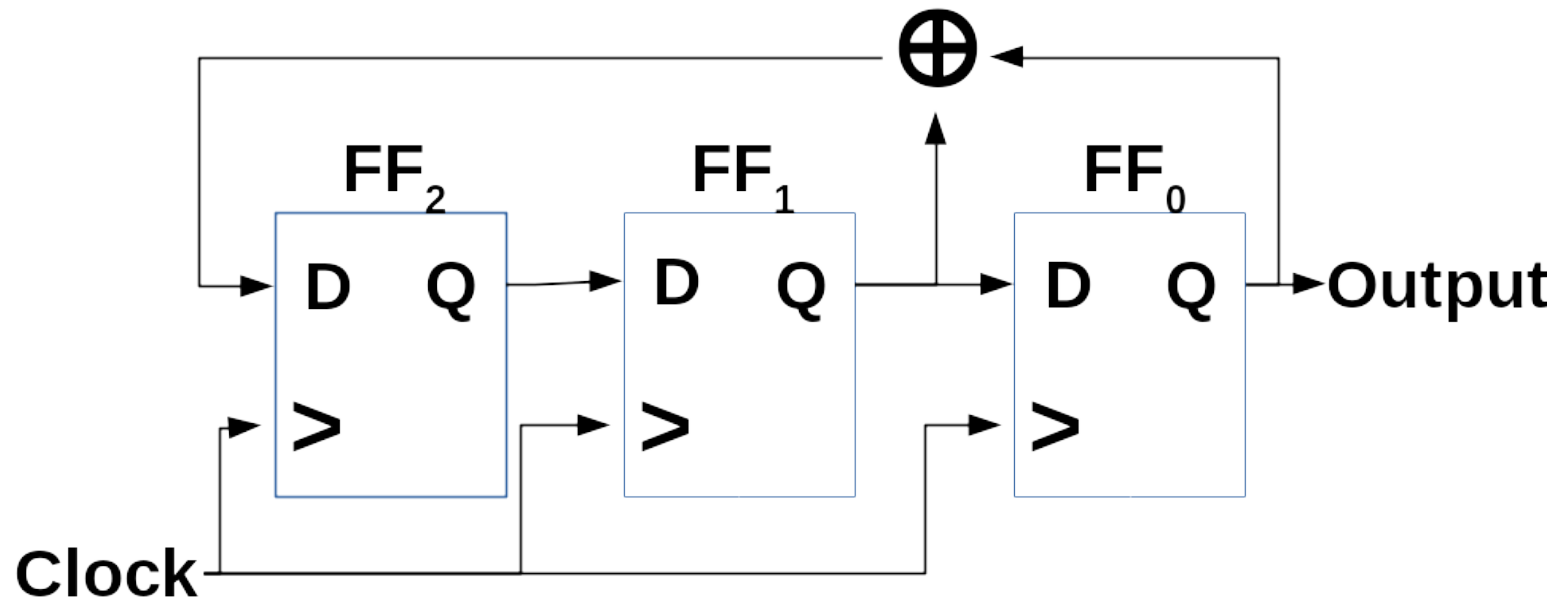 ⊕
FF2 FF1 FF0
D Q D Q D Q Output
> > >
Clock